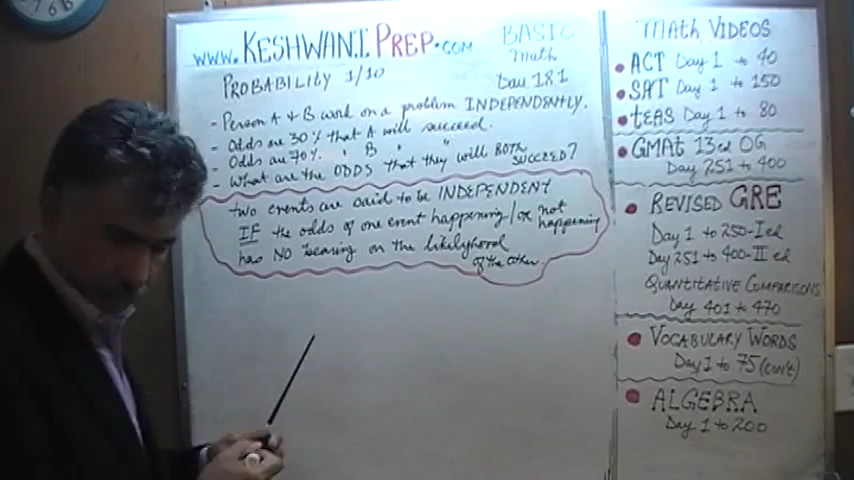 www.KESHWANIPREP.com
BASIC
Math
Day 181
PROBABILITY 1/10
- Person A & B work on a problem INDEPENDENTLY.
- Odds are 30% that A will succeed.
- Odds are 70% " B " "
- What are the ODDS that they will BOTH SUCCEED?
Two events are said to be INDEPENDENT
IF the odds of one event happening/or not happening
has NO bearing on the likelyhood
of the other
Math VIDEOS
ACT Day 1 to 40
SAT Day 1 to 150
tEAS Day 1 to 80
GMAt 13ed OG
Day 251 to 400
REVISED GRE
Day 1 to 250-I ed
Day 251 to 400-II ed
QUANtitAtivE COMPARISONS
Day 401 to 470
VOCABULARY WORDS
Day 1 to 75 (con't)
ALGEBRA
Day 1 to 200